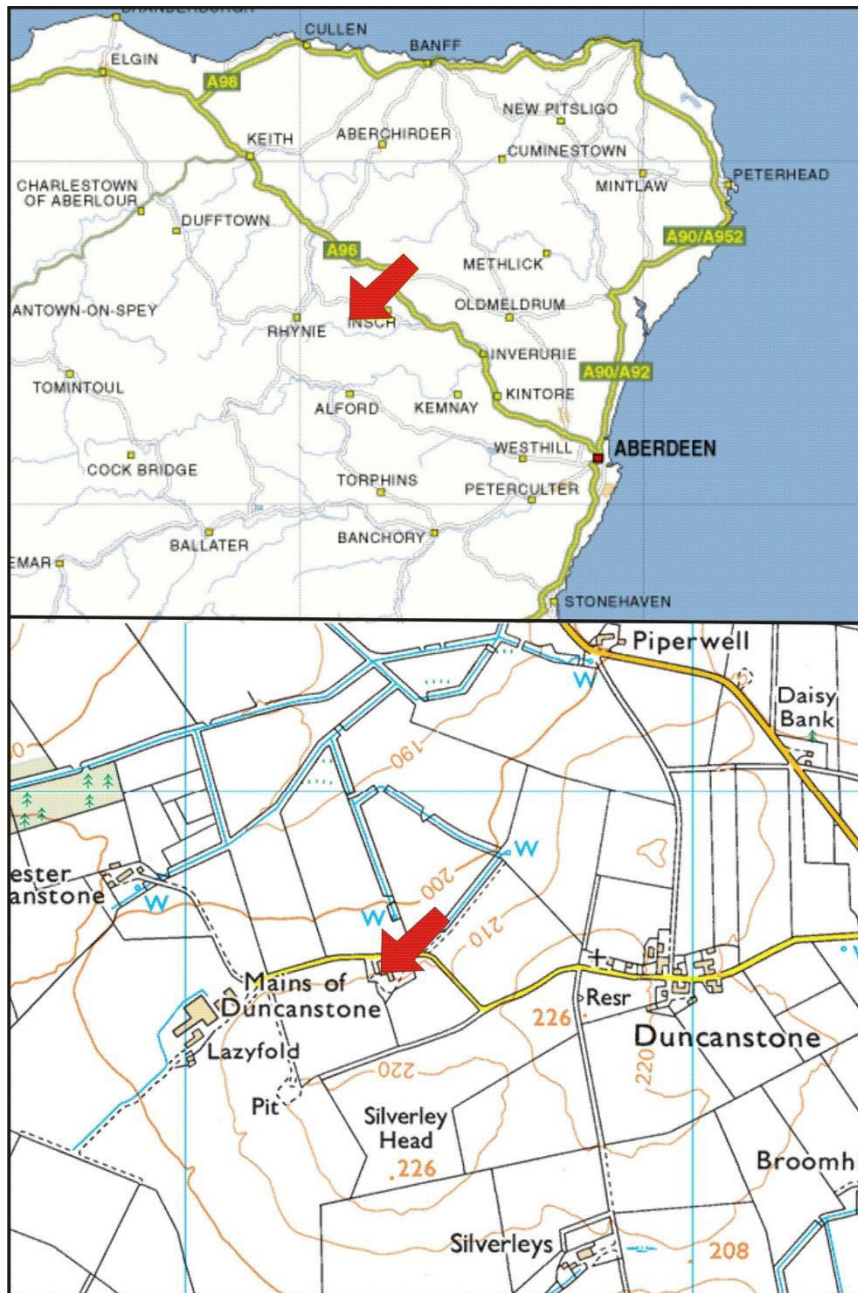 ELGIN
CULLEN
BANFF
A98
NEW PITSLIGO
KEITH
ABERCHIRDER
CUMINESTOWN
CHARLESTOWN
OF ABERLOUR
MINTLAW
PETERHEAD
DUFFTOWN
A96
METHLICK
A90/A952
ANTOWN-ON-SPEY
RHYNIE
INSCH
OLDMELDRUM
INVERURIE
TOMINTOUL
A90/A92
ALFORD
KEMNAY
KINTORE
COCK BRIDGE
WESTHILL
ABERDEEN
TORPHINS
PETERCULTER
BALLATER
BANCHORY
EMAR
STONEHAVEN
Piperwell
W
Daisy
Bank
190
ester
anstone
W
W
200
W
210
Mains of
Duncanstone
Resr
226
Duncanstone
Lazyfold
220
220
Pit
Silverley
Head
226
Broomh
Silverleys
208